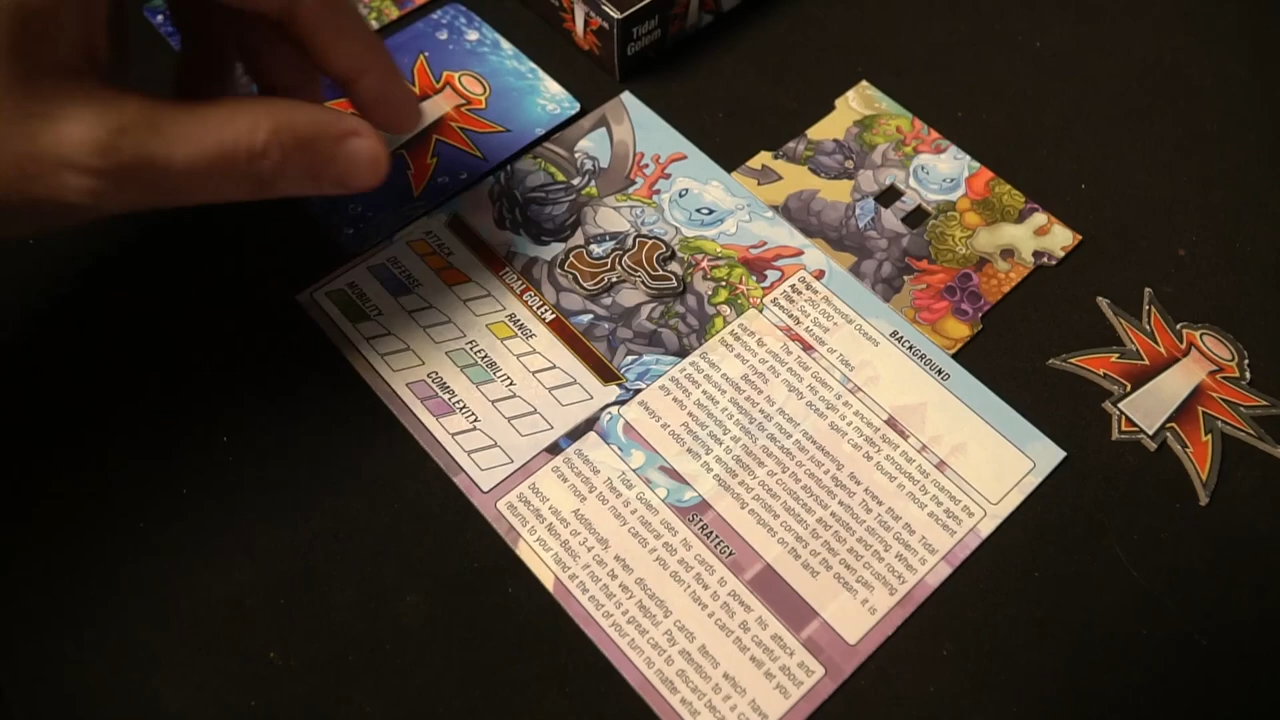 Tidal
Golem
TIDAL GOLEM
ATTACK
DEFENSE
MOBILITY
RANGE
FLEXIBILITY
COMPLEXITY
BACKGROUND
Origin: Primordial Oceans
Age: 250,000+
Title: Sea Spirit
Specialty: Master of Tides
The Tidal Golem is an ancient spirit that has roamed the
earth for untold eons. His origin is a mystery, shrouded by the ages.
Mentions of this mighty ocean spirit can be found in most ancient
texts and myths.
Before his recent reawakening, few knew that the Tidal
Golem existed and was more than just a legend. The Tidal Golem is
also elusive, sleeping for decades or centuries without stirring. When
it does wake, it is tireless, roaming the abyssal wastes and the rocky
shores, befriending all manner of crustacean and fish and crushing
any who would seek to destroy ocean habitats for their own gain.
Preferring remote and pristine corners of the ocean, it is
always at odds with the expanding empires on the land.
STRATEGY
Tidal Golem uses his cards to power his attack and
defense. There is a natural ebb and flow to this. Be careful about
discarding too many cards if you don't have a card that will let you
draw more. Additionally, when discarding cards items which have
boost values of 3-4 can be very helpful. Pay attention to if a
specifies Non-Basic, if not that is a great card to discard
returns to your hand at the end of your turn no matter what